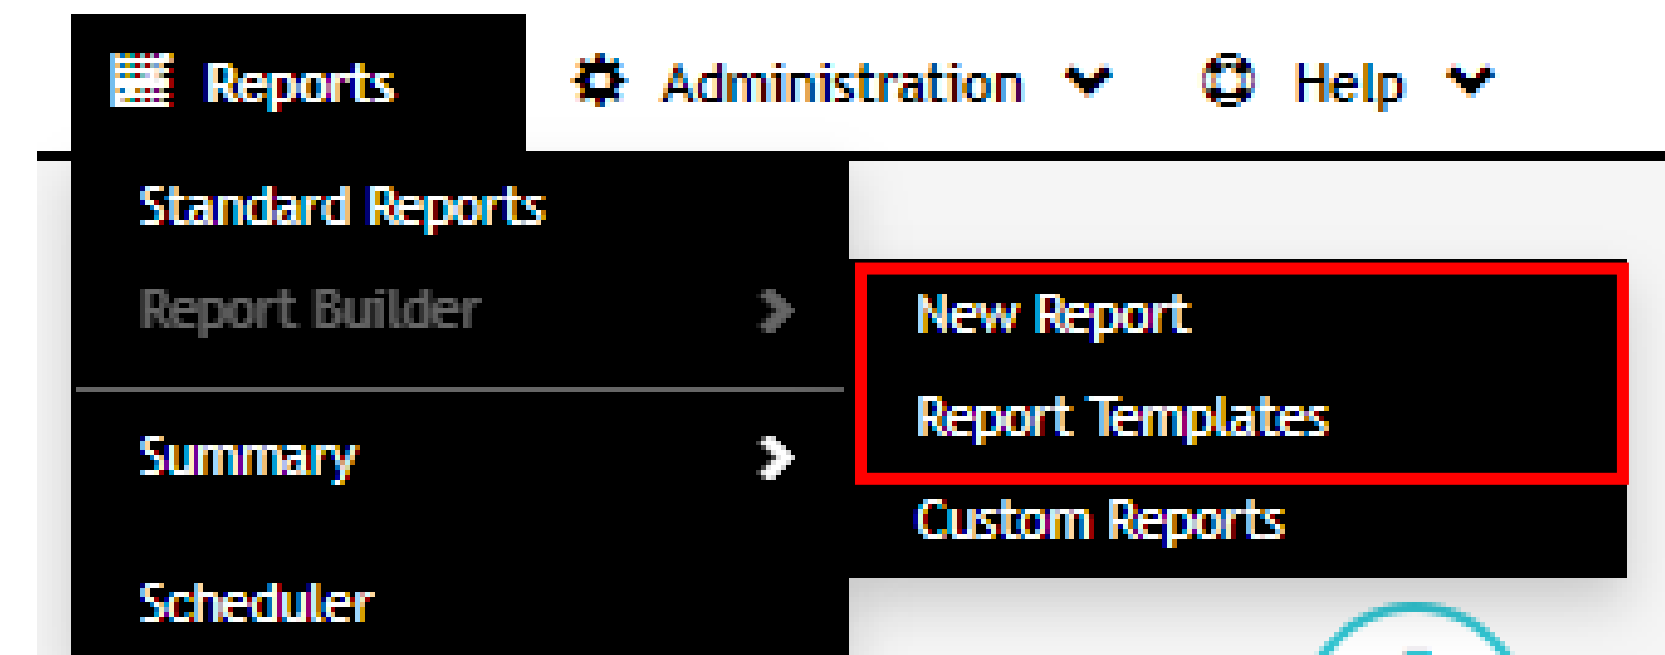 Reports Administration Help
Standard Reports
Report Builder
New Report
Report Templates
Custom Reports
Summary
Scheduler